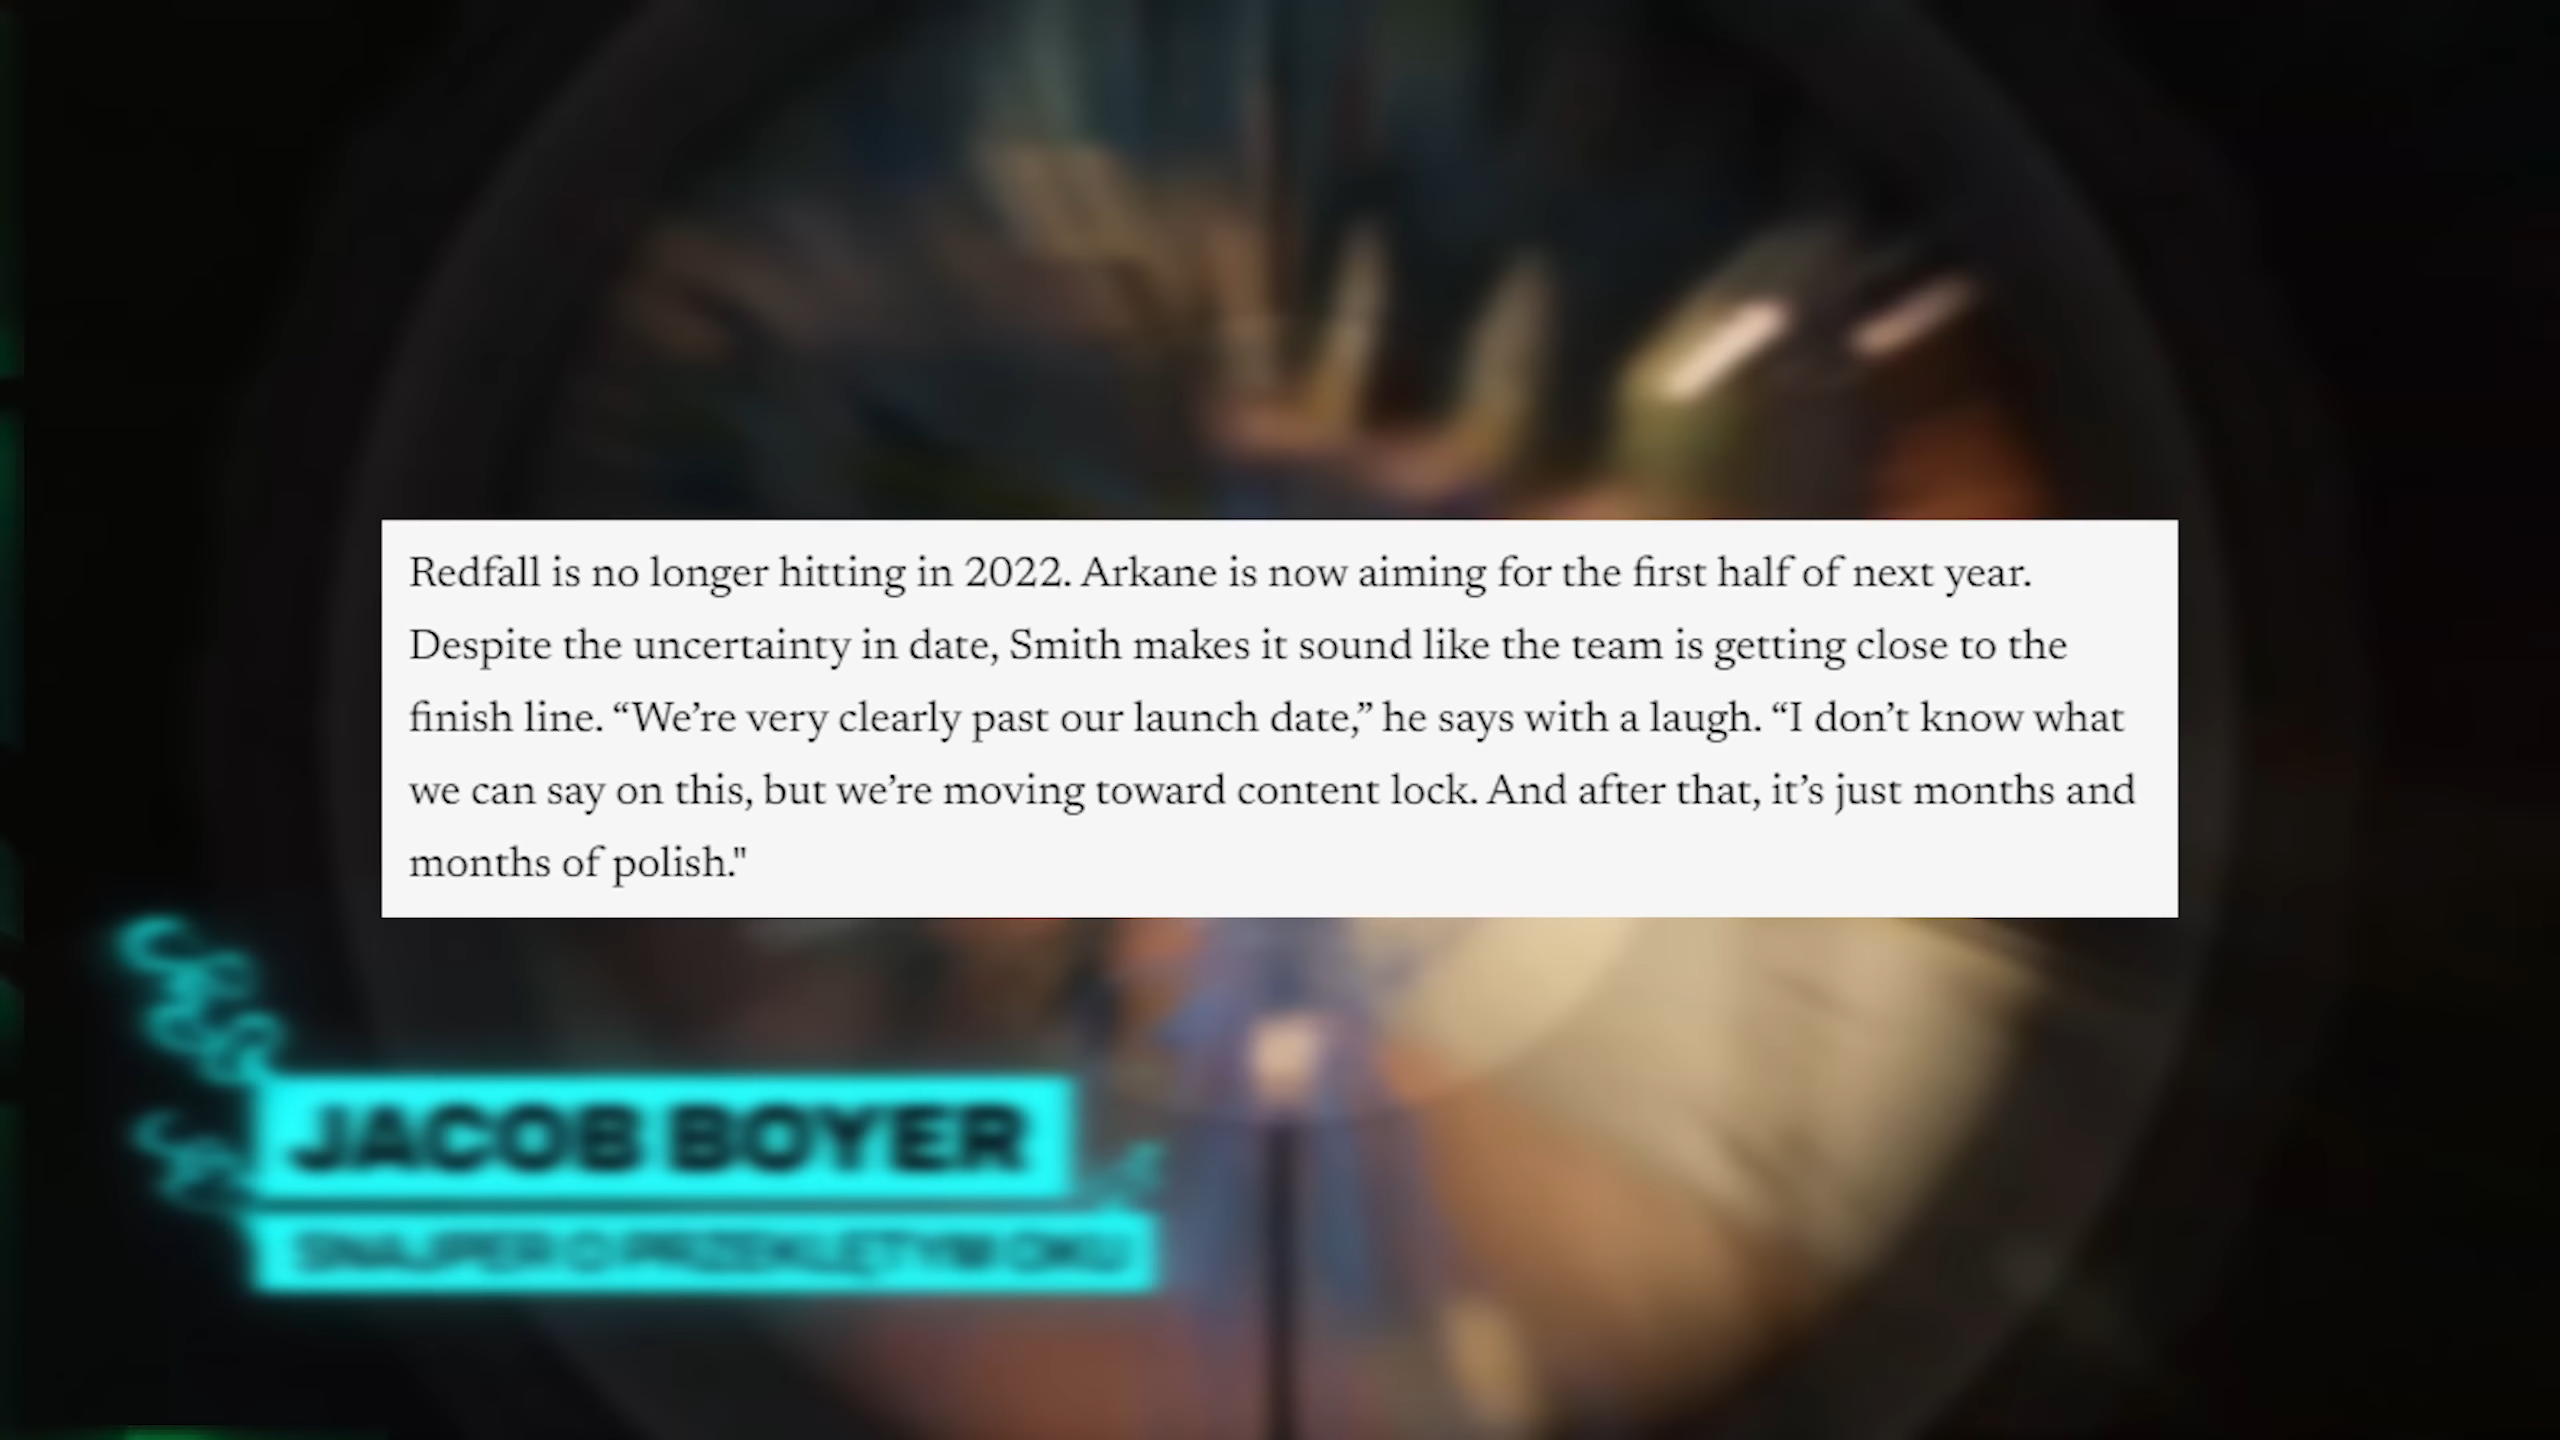 Redfall is no longer hitting in 2022. Arkane is now aiming for the first half of next year.
Despite the uncertainty in date, Smith makes it sound like the team is getting close to the
finish line. “We’re very clearly past our launch date,” he says with a laugh. “I don’t know what
we can say on this, but we’re moving toward content lock. And after that, it’s just months and
months of polish."
JACOB BOYER
SNAJPER O PRZEKLĘTYM OKU